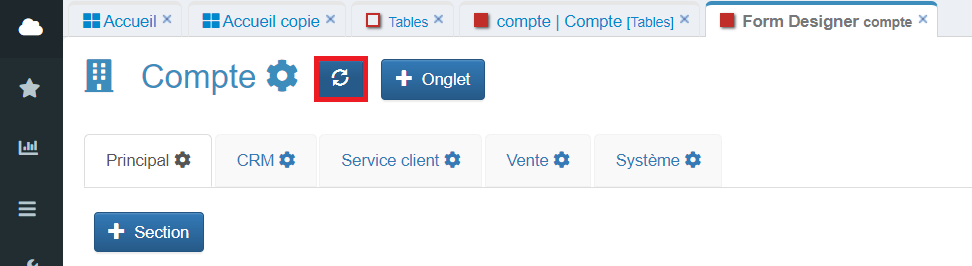 Accueil × Accueil copie × Tables × compte | Compte [Tables] × Form Designer compte ×
Compte + Onglet
Principal CRM Service client Vente Système
+ Section